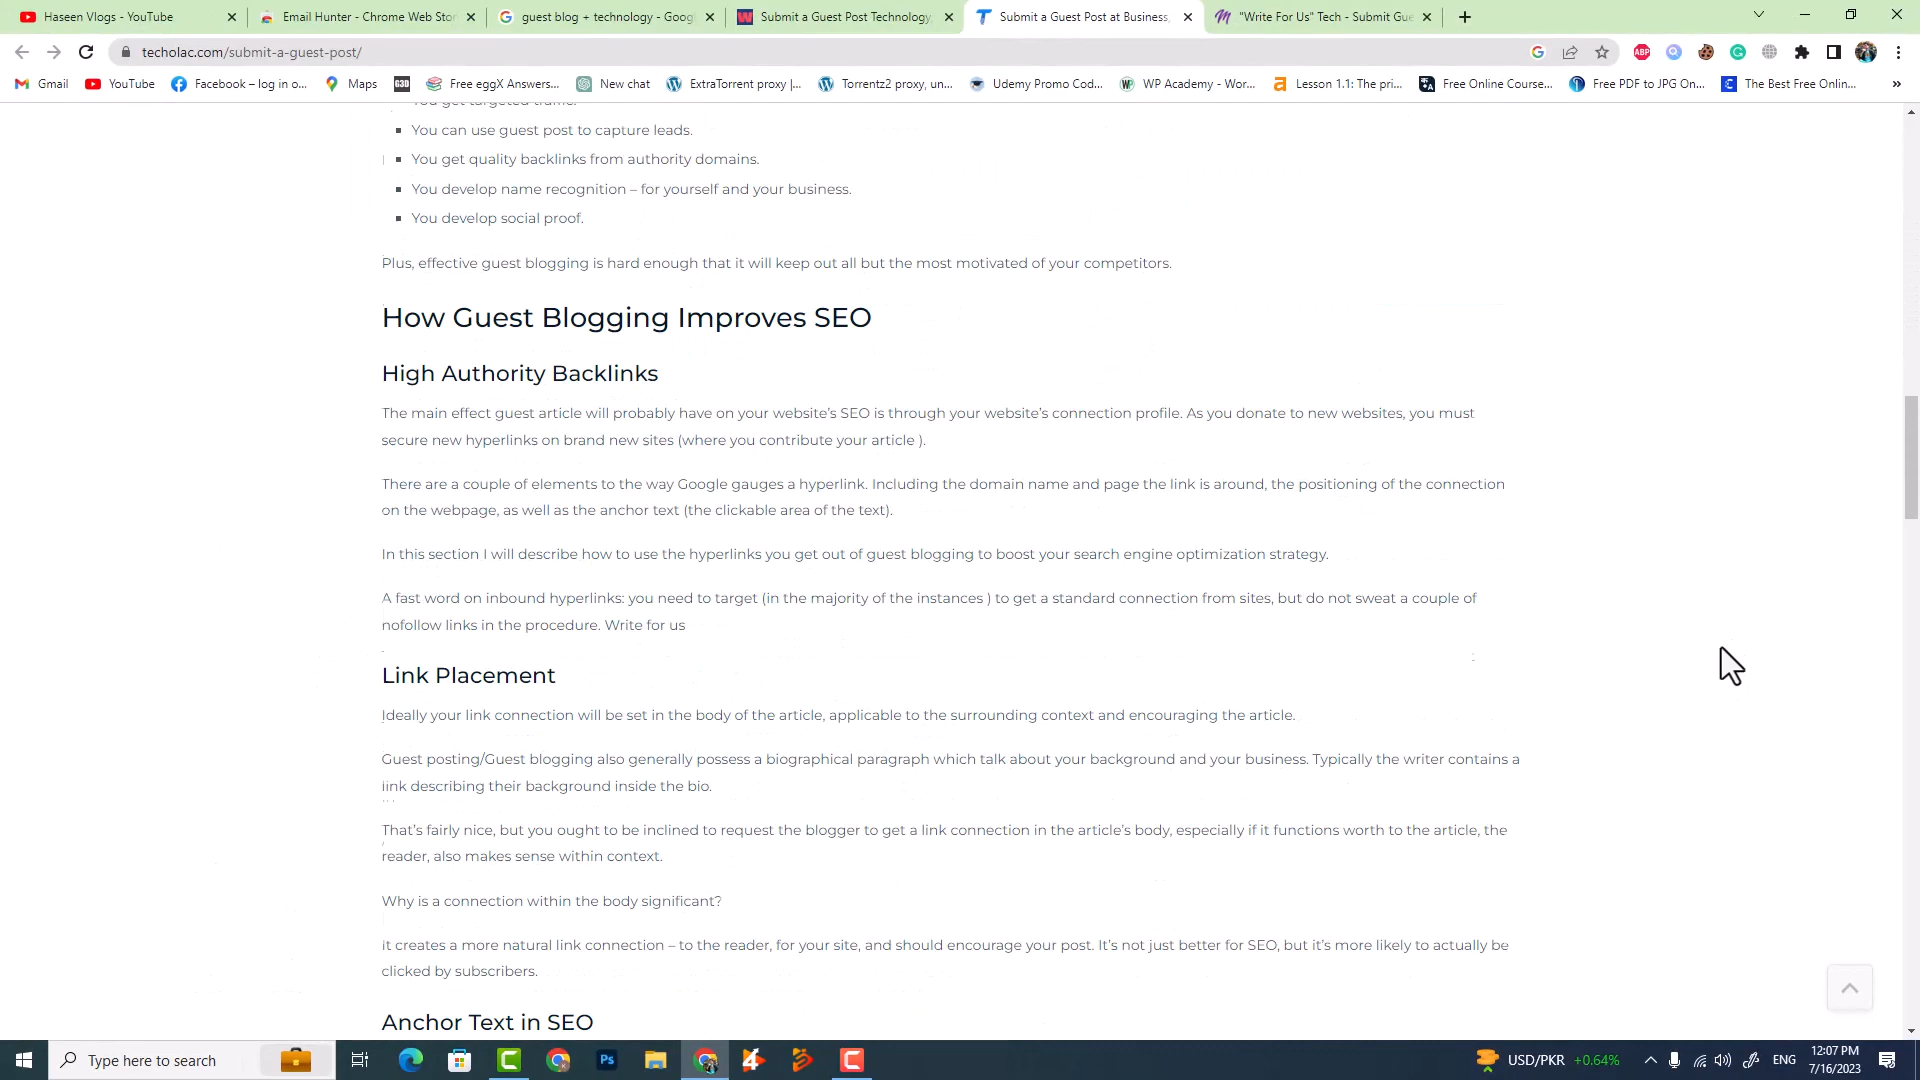 Haseen Vlogs - YouTube
Email Hunter - Chrome Web Stor
guest blog + technology - Googl
Submit a Guest Post Technology,
Submit a Guest Post at Business,
"Write For Us" Tech - Submit Gue
techolac.com/submit-a-guest-post/
Gmail
YouTube
Facebook – log in o...
Maps
Free eggX Answers...
New chat
ExtraTorrent proxy |...
Torrentz2 proxy, un...
Udemy Promo Cod...
WP Academy - Wor...
Lesson 1.1: The pri...
Free Online Course...
Free PDF to JPG On...
The Best Free Onlin...
You get targeted traffic.
You can use guest post to capture leads.
You get quality backlinks from authority domains.
You develop name recognition – for yourself and your business.
You develop social proof.
Plus, effective guest blogging is hard enough that it will keep out all but the most motivated of your competitors.
How Guest Blogging Improves SEO
High Authority Backlinks
The main effect guest article will probably have on your website's SEO is through your website's connection profile. As you donate to new websites, you must
secure new hyperlinks on brand new sites (where you contribute your article ).
There are a couple of elements to the way Google gauges a hyperlink. Including the domain name and page the link is around, the positioning of the connection
on the webpage, as well as the anchor text (the clickable area of the text).
In this section I will describe how to use the hyperlinks you get out of guest blogging to boost your search engine optimization strategy.
A fast word on inbound hyperlinks: you need to target (in the majority of the instances ) to get a standard connection from sites, but do not sweat a couple of
nofollow links in the procedure. Write for us
Link Placement
Ideally your link connection will be set in the body of the article, applicable to the surrounding context and encouraging the article.
Guest posting/Guest blogging also generally possess a biographical paragraph which talk about your background and your business. Typically the writer contains a
link describing their background inside the bio.
That's fairly nice, but you ought to be inclined to request the blogger to get a link connection in the article's body, especially if it functions worth to the article, the
reader, also makes sense within context.
Why is a connection within the body significant?
It creates a more natural link connection – to the reader, for your site, and should encourage your post. It's not just better for SEO, but it's more likely to actually be
clicked by subscribers.
Anchor Text in SEO
Type here to search
USD/PKR +0.64%
ENG
12:07 PM
7/16/2023